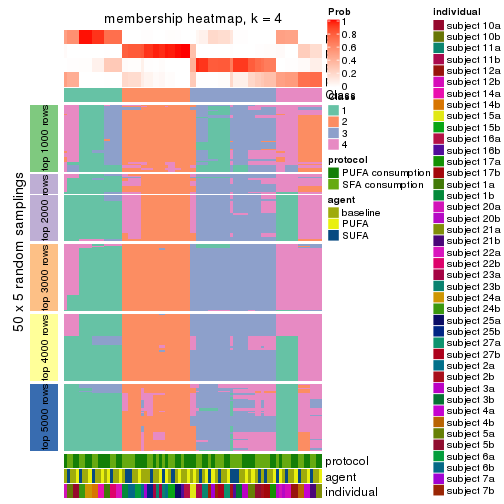 membership heatmap, k = 4
50 x 5 random samplings
top 1000 rows
top 2000 rows
top 3000 rows
top 4000 rows
top 5000 rows
Class
protocol
agent
individual
Prob
1
0.8
0.6
0.4
0.2
0
1
2
3
4
protocol
PUFA consumption
SFA consumption
agent
baseline
PUFA
SUFA
individual
subject 10a
subject 10b
subject 11a
subject 11b
subject 12a
subject 12b
subject 14a
subject 14b
subject 15a
subject 15b
subject 16a
subject 16b
subject 17a
subject 17b
subject 1a
subject 1b
subject 20a
subject 20b
subject 21a
subject 21b
subject 22a
subject 22b
subject 23a
subject 23b
subject 24a
subject 24b
subject 25a
subject 25b
subject 27a
subject 27b
subject 2a
subject 2b
subject 3a
subject 3b
subject 4a
subject 4b
subject 5a
subject 5b
subject 6a
subject 6b
subject 7a
subject 7b